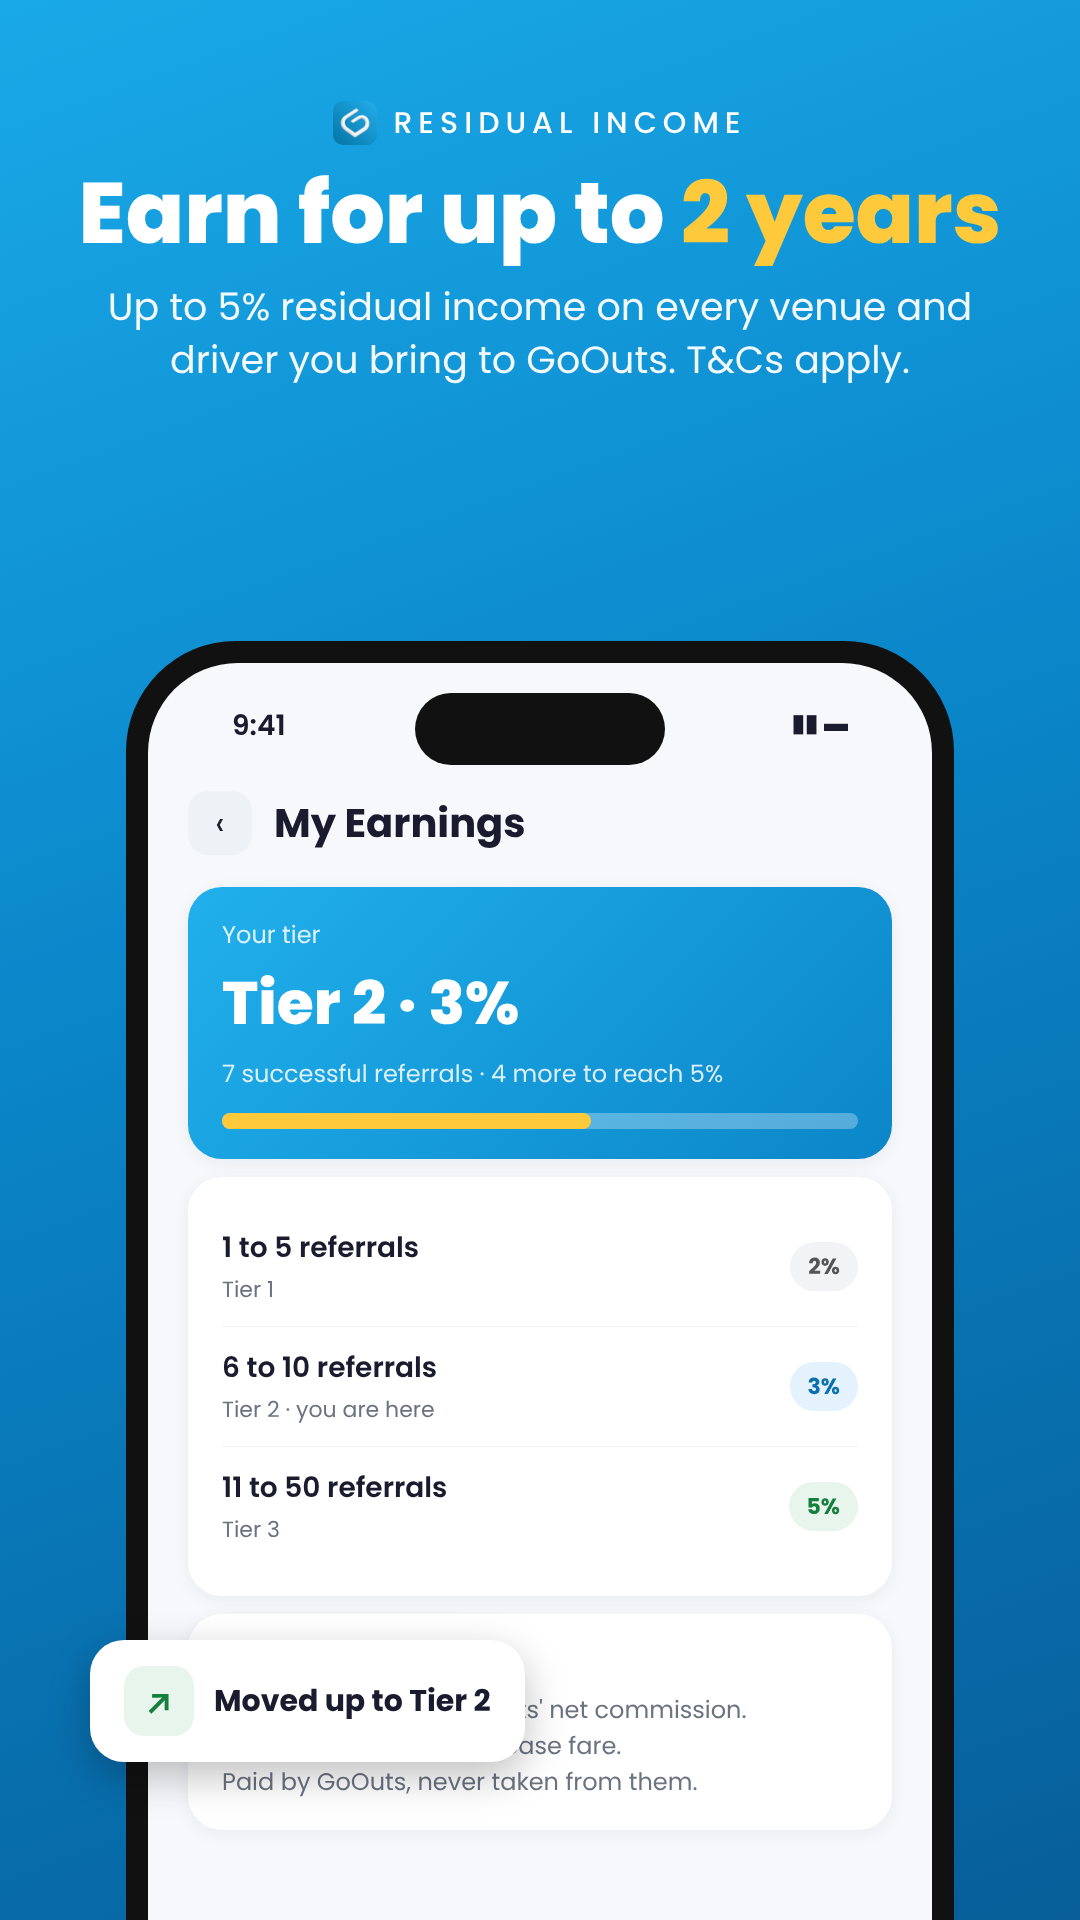 RESIDUAL INCOME
Earn for up to 2 years
Up to 5% residual income on every venue and
driver you bring to GoOuts. T&Cs apply.
9:41
‹ My Earnings
Your tier
Tier 2 · 3%
7 successful referrals · 4 more to reach 5%
1 to 5 referrals
2%
Tier 1
6 to 10 referrals
3%
Tier 2 · you are here
11 to 50 referrals
5%
Tier 3
Moved up to Tier 2
net commission.
fare.
Paid by GoOuts, never taken from them.